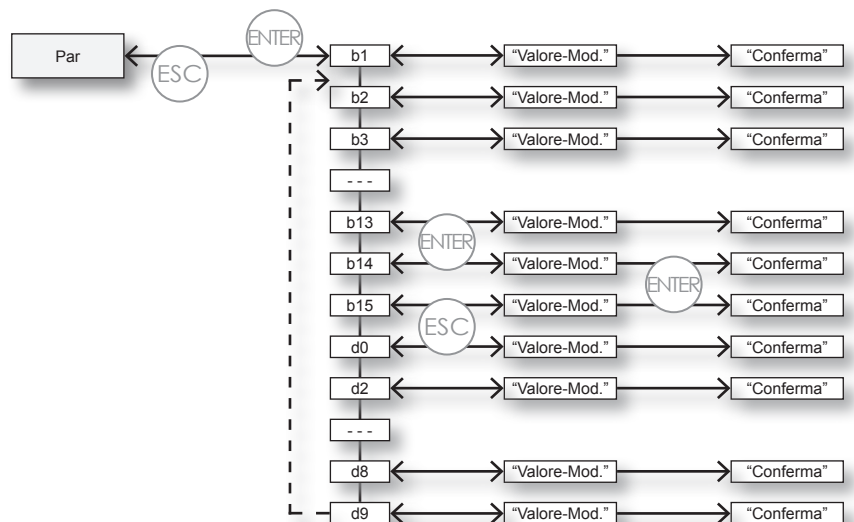 ENTER
Par
ESC
b1 “Valore-Mod.” “Conferma”
b2 “Valore-Mod.” “Conferma”
b3 “Valore-Mod.” “Conferma”
- - -
b13 “Valore-Mod.” “Conferma”
ENTER
b14 “Valore-Mod.” “Conferma”
ENTER
b15 “Valore-Mod.” “Conferma”
ESC
d0 “Valore-Mod.” “Conferma”
d2 “Valore-Mod.” “Conferma”
- - -
d8 “Valore-Mod.” “Conferma”
d9 “Valore-Mod.” “Conferma”